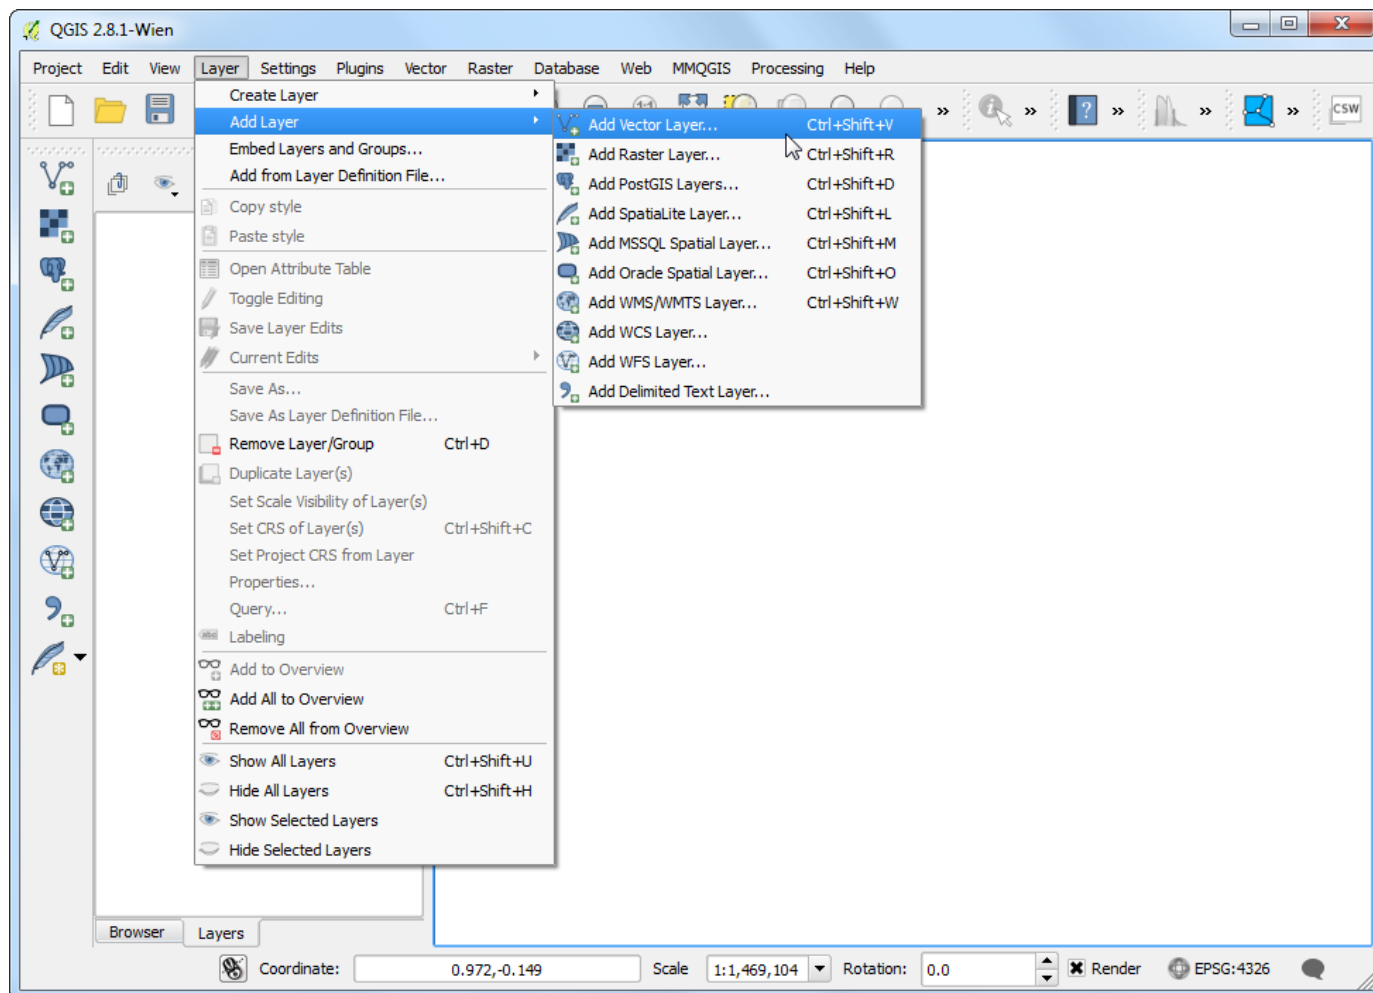 QGIS 2.8.1-Wien
Project Edit View Layer Settings Plugins Vector Raster Database Web MMQGIS Processing Help
» » » » » CSW
Create Layer
Add Layer
Embed Layers and Groups...
Add from Layer Definition File...
Copy style
Paste style
Open Attribute Table
Toggle Editing
Save Layer Edits
Current Edits
Save As...
Save As Layer Definition File...
Remove Layer/Group Ctrl+D
Duplicate Layer(s)
Set Scale Visibility of Layer(s)
Set CRS of Layer(s) Ctrl+Shift+C
Set Project CRS from Layer
Properties...
Query... Ctrl+F
abc Labeling
Add to Overview
Add All to Overview
Remove All from Overview
Show All Layers Ctrl+Shift+U
Hide All Layers Ctrl+Shift+H
Show Selected Layers
Hide Selected Layers
Add Vector Layer... Ctrl+Shift+V
Add Raster Layer... Ctrl+Shift+R
Add PostGIS Layers... Ctrl+Shift+D
Add SpatiaLite Layer... Ctrl+Shift+L
Add MSSQL Spatial Layer... Ctrl+Shift+M
Add Oracle Spatial Layer... Ctrl+Shift+O
Add WMS/WMTS Layer... Ctrl+Shift+W
Add WCS Layer...
Add WFS Layer...
Add Delimited Text Layer...
Browser Layers
Coordinate: 0.972,-0.149 Scale 1:1,469,104 Rotation: 0.0 Render EPSG:4326